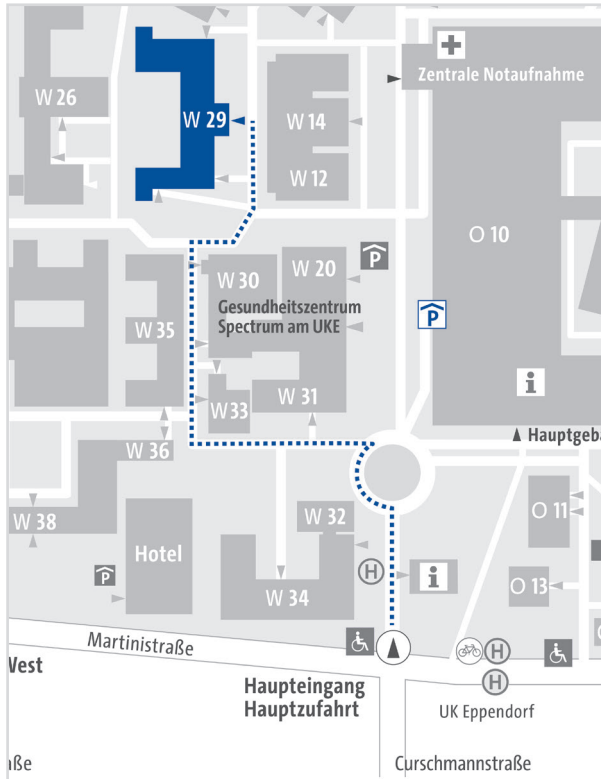 Zentrale Notaufnahme
W 26
W 29
W 14
W 12
O 10
P
W 20
W 30
P
Gesundheitszentrum
Spectrum am UKE
W 35
i
W 33
W 31
Hauptgeb
W 36
O 11
W 32
W 38
Hotel
H
i
P
O 13
W 34
Martinistraße
H
West
H
Haupteingang
Hauptzufahrt
UK Eppendorf
aße
Curschmannstraße